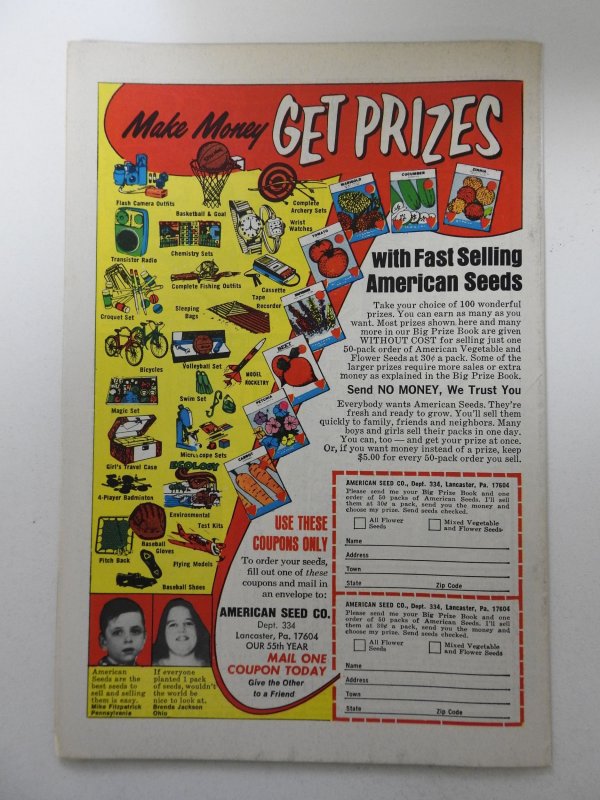 Make Money GET PRIZES
Flash Camera Outfits
Basketball & Goal
Complete
Archery Sets
Wrist
Watches
Transistor Radio
Chemistry Sets
Complete Fishing Outfits
Cassette
Tape
Recorder
Croquet Set
Sleeping
Bags
Bicycles
Volleyball Set
MODEL
ROCKETRY
Swim Set
Magic Set
Microscope Sets
Girl's Travel Case
ECOLOGY
4-Player Badminton
Environmental
Test Kits
Baseball
Gloves
Pitch Back
Flying Models
Baseball Shoes
MARIGOLD
CUCUMBER
ZINNIA
TOMATO
BEET
PETUNIA
CARROT
with Fast Selling
American Seeds
Take your choice of 100 wonderful
prizes. You can earn as many as you
want. Most prizes shown here and many
more in our Big Prize Book are given
WITHOUT COST for selling just one
50-pack order of American Vegetable and
Flower Seeds at 30¢ a pack. Some of the
larger prizes require more sales or extra
money as explained in the Big Prize Book.
Send NO MONEY, We Trust You
Everybody wants American Seeds. They're
fresh and ready to grow. You'll sell them
quickly to family, friends and neighbors. Many
boys and girls sell their packs in one day.
You can, too — and get your prize at once.
Or, if you want money instead of a prize, keep
$5.00 for every 50-pack order you sell.
USE THESE
COUPONS ONLY
To order your seeds,
fill out one of these
coupons and mail in
an envelope to:
AMERICAN SEED CO.
Dept. 334
Lancaster, Pa. 17604
OUR 55th YEAR
MAIL ONE
COUPON TODAY
Give the Other
to a Friend
AMERICAN SEED CO., Dept. 334, Lancaster, Pa. 17604
Please send me your Big Prize Book and one
order of 50 packs of American Seeds. I'll sell
them at 30¢ a pack, send you the money and
choose my prize. Send seeds checked.
All Flower
Seeds
Mixed Vegetable
and Flower Seeds
Name
Address
Town
State Zip Code
AMERICAN SEED CO., Dept. 334, Lancaster, Pa. 17604
Please send me your Big Prize Book and one
order of 50 packs of American Seeds. I'll sell
them at 30¢ a pack, send you the money and
choose my prize. Send seeds checked.
All Flower
Seeds
Mixed Vegetable
and Flower Seeds
Name
Address
Town
State Zip Code
American
Seeds are the
best seeds to
sell and selling
them is easy.
Mike Fitzpatrick
Pennsylvania
If everyone
planted 1 pack
of seeds, wouldn't
the world be
nice to look at.
Brenda Jackson
Ohio